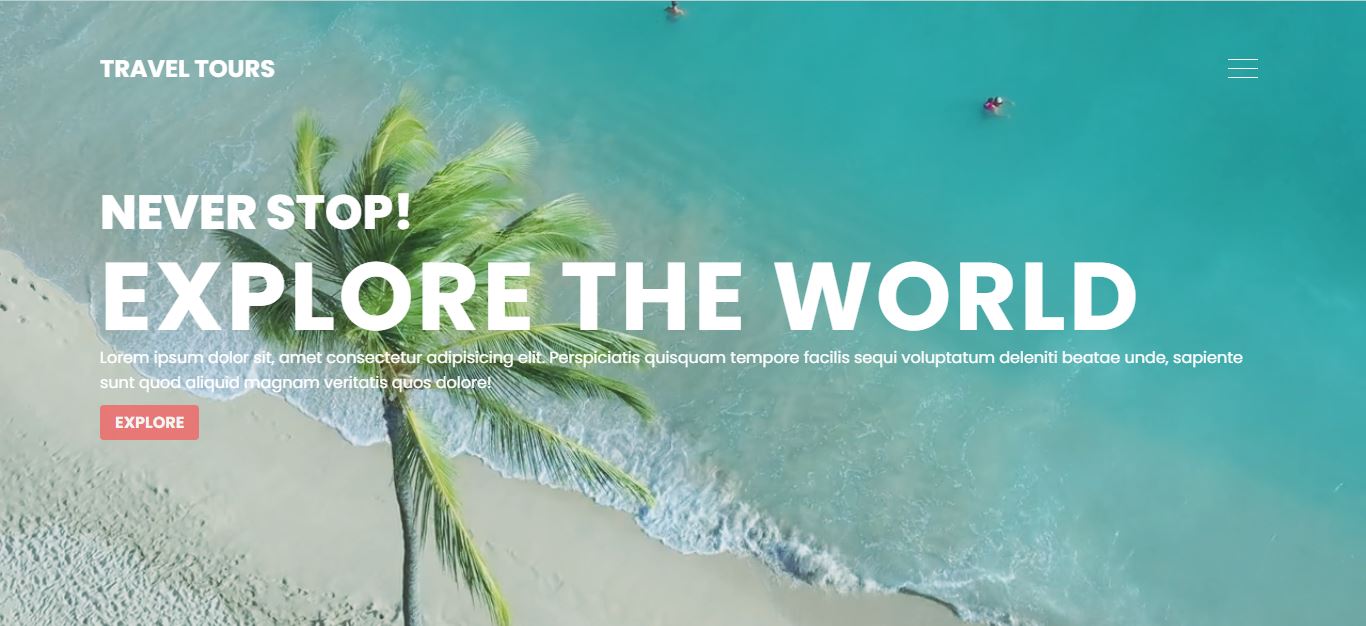 TRAVEL TOURS
NEVER STOP!
EXPLORE THE WORLD
Lorem ipsum dolor sit, amet consectetur adipisicing elit. Perspiciatis quisquam tempore facilis sequi voluptatum deleniti beatae unde, sapiente
sunt quod aliquid magnam veritatis quos dolore!
EXPLORE